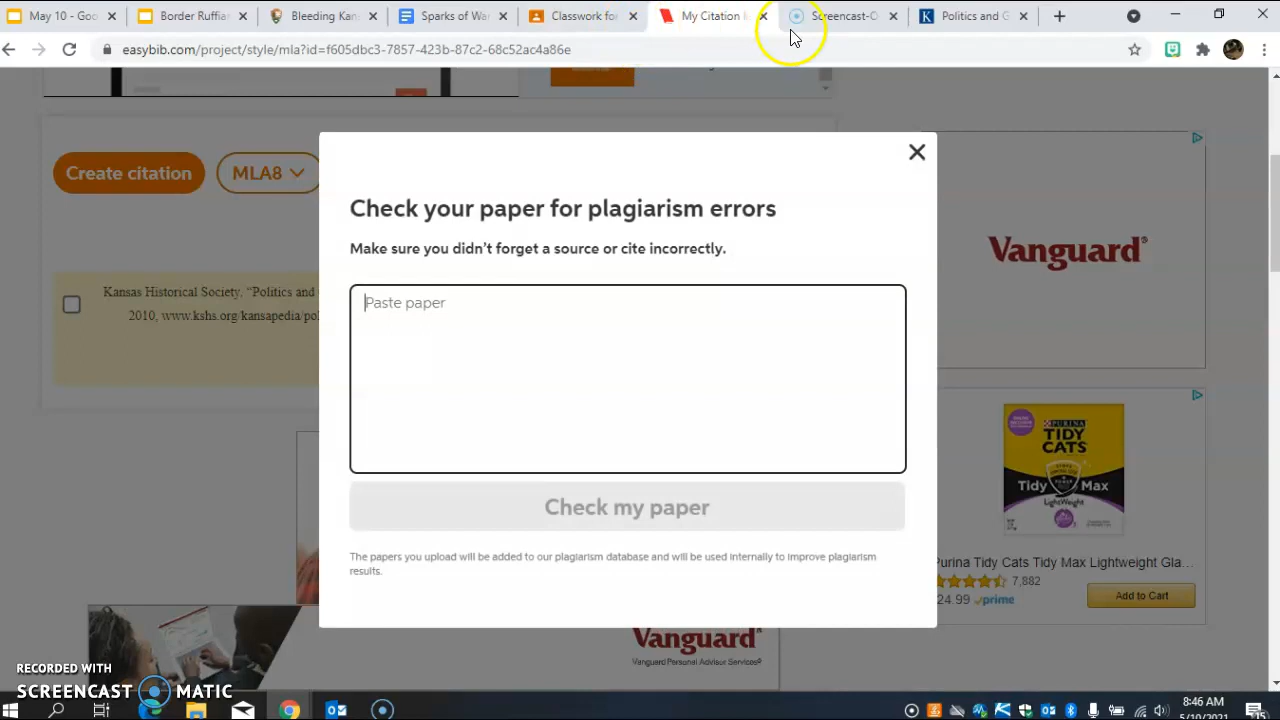 May 10 - Goo
Border Ruffian
Bleeding Kans
Sparks of War
Classwork for
My Citation li
Screencast-O
Politics and G
easybib.com/project/style/mla?id=f605dbc3-7857-423b-87c2-68c52ac4a86e
Create citation
MLA8
Check your paper for plagiarism errors
Make sure you didn't forget a source or cite incorrectly.
Kansas Historical Society, "Politics and
2010, www.kshs.org/kansapedia/pol
Paste paper
Check my paper
The papers you upload will be added to our plagiarism database and will be used internally to improve plagiarism
results.
Vanguard®
PURINA
TIDY
CATS
Tidy Max
LightWeight
Purina Tidy Cats Tidy Max Lightweight Gla...
7,882
24.99 prime
Add to Cart
Vanguard®
Vanguard Personal Advisor Services®
RECORDED WITH
SCREENCAST MATIC
8:46 AM
5/10/2021